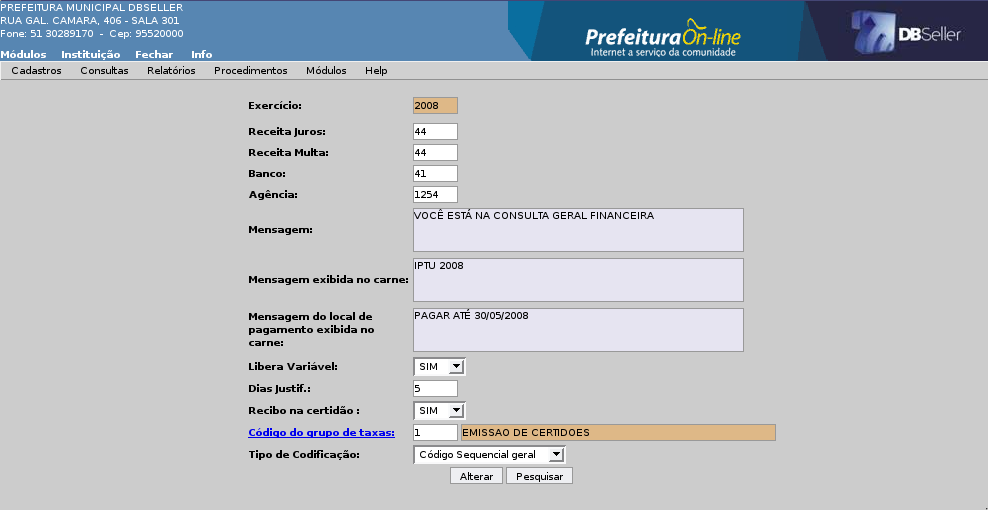 PREFEITURA MUNICIPAL DBSELLER
RUA GAL. CAMARA, 406 - SALA 301
Fone: 51 30289170 - Cep: 95520000
Módulos Instituição Fechar Info
PrefeituraOn-line
Internet a serviço da comunidade
DBSeller
Cadastros Consultas Relatórios Procedimentos Módulos Help
Exercício: 2008
Receita Juros: 44
Receita Multa: 44
Banco: 41
Agência: 1254
Mensagem: VOCÊ ESTÁ NA CONSULTA GERAL FINANCEIRA
Mensagem exibida no carne: IPTU 2008
Mensagem do local de
pagamento exibida no
carne:
PAGAR ATÉ 30/05/2008
Libera Variável: SIM
Dias Justif.: 5
Recibo na certidão : SIM
Código do grupo de taxas: 1 EMISSAO DE CERTIDOES
Tipo de Codificação: Código Sequencial geral
Alterar Pesquisar